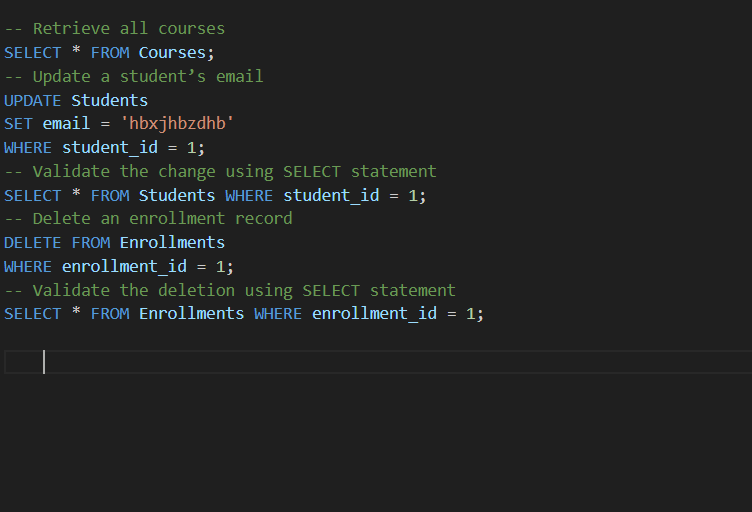 -- Retrieve all courses
SELECT * FROM Courses;
-- Update a student’s email
UPDATE Students
SET email = 'hbxjhbzdhb'
WHERE student_id = 1;
-- Validate the change using SELECT statement
SELECT * FROM Students WHERE student_id = 1;
-- Delete an enrollment record
DELETE FROM Enrollments
WHERE enrollment_id = 1;
-- Validate the deletion using SELECT statement
SELECT * FROM Enrollments WHERE enrollment_id = 1;